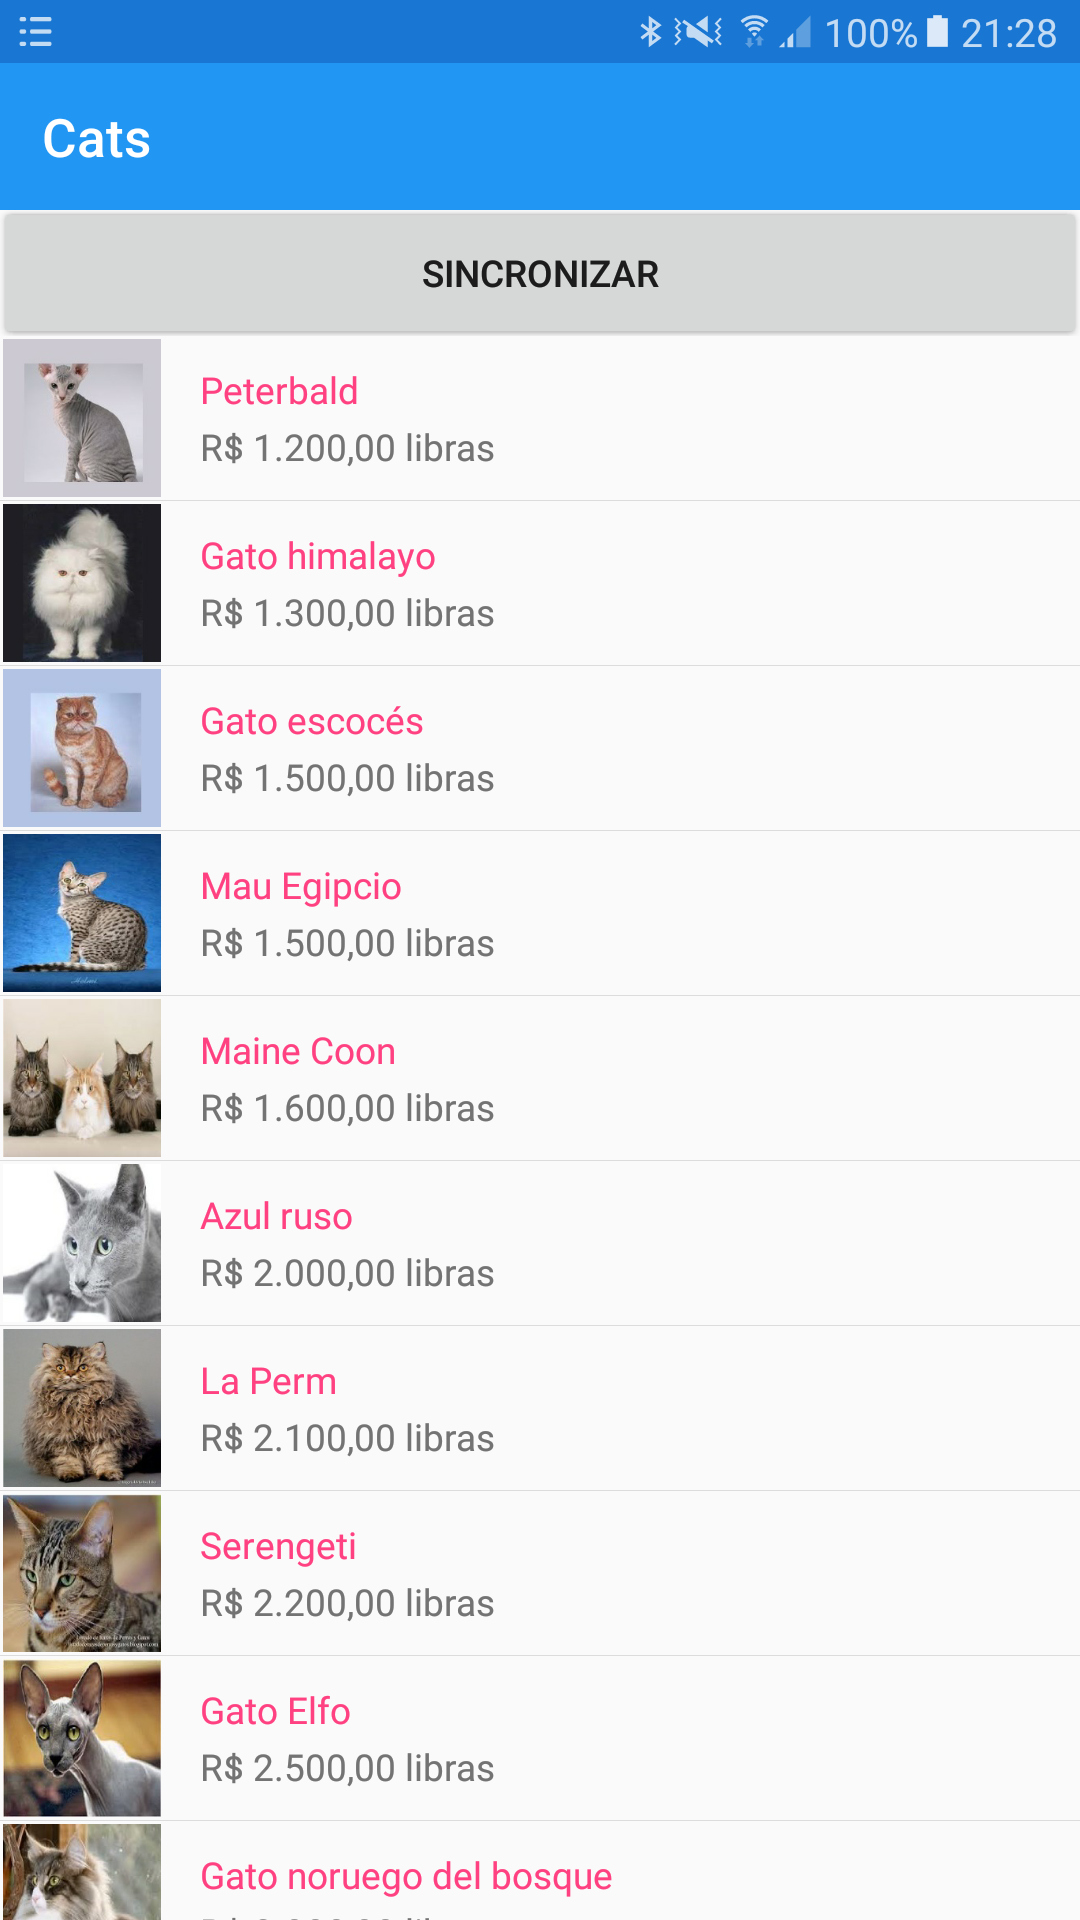 100% 21:28
Cats
SINCRONIZAR
Peterbald
R$ 1.200,00 libras
Gato himalayo
R$ 1.300,00 libras
Gato escocés
R$ 1.500,00 libras
Mau Egipcio
R$ 1.500,00 libras
Maine Coon
R$ 1.600,00 libras
Azul ruso
R$ 2.000,00 libras
La Perm
R$ 2.100,00 libras
Serengeti
R$ 2.200,00 libras
Gato Elfo
R$ 2.500,00 libras
Gato noruego del bosque